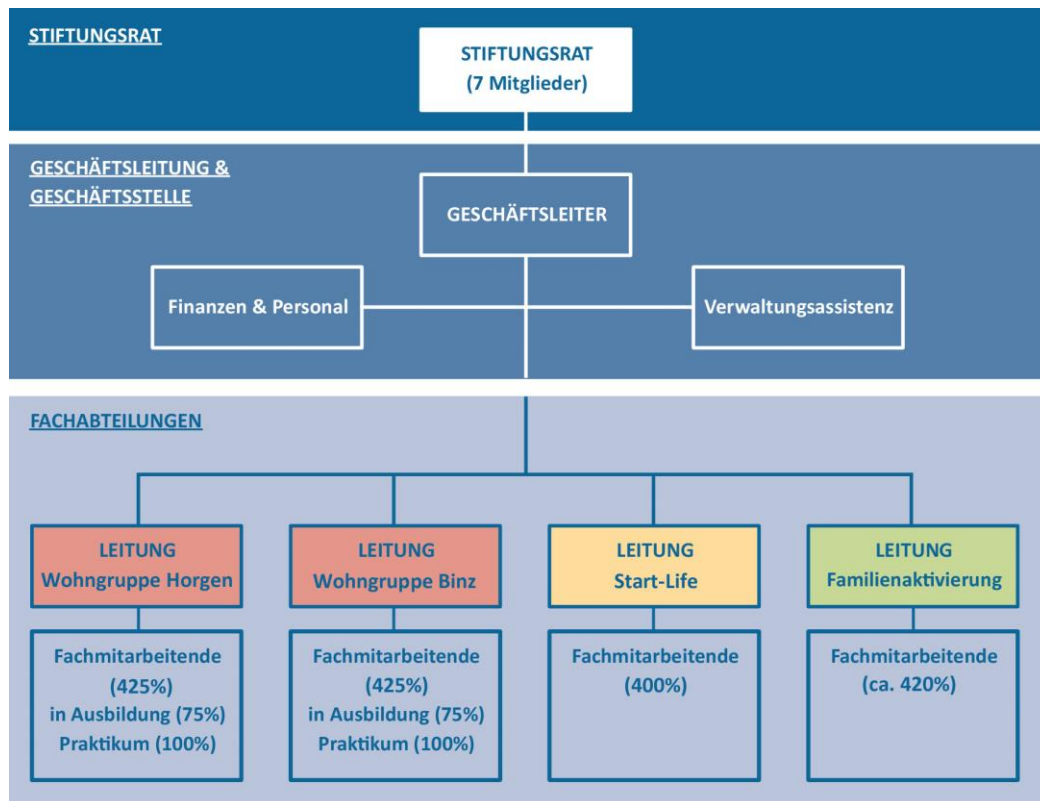 STIFTUNGSRAT
STIFTUNGSRAT
(7 Mitglieder)
GESCHÄFTSLEITUNG &
GESCHÄFTSSTELLE
GESCHÄFTSLEITER
Finanzen & Personal
Verwaltungsassistenz
FACHABTEILUNGEN
LEITUNG
Wohngruppe Horgen
LEITUNG
Wohngruppe Binz
LEITUNG
Start-Life
LEITUNG
Familienaktivierung
Fachmitarbeitende
(425%)
in Ausbildung (75%)
Praktikum (100%)
Fachmitarbeitende
(425%)
in Ausbildung (75%)
Praktikum (100%)
Fachmitarbeitende
(400%)
Fachmitarbeitende
(ca. 420%)